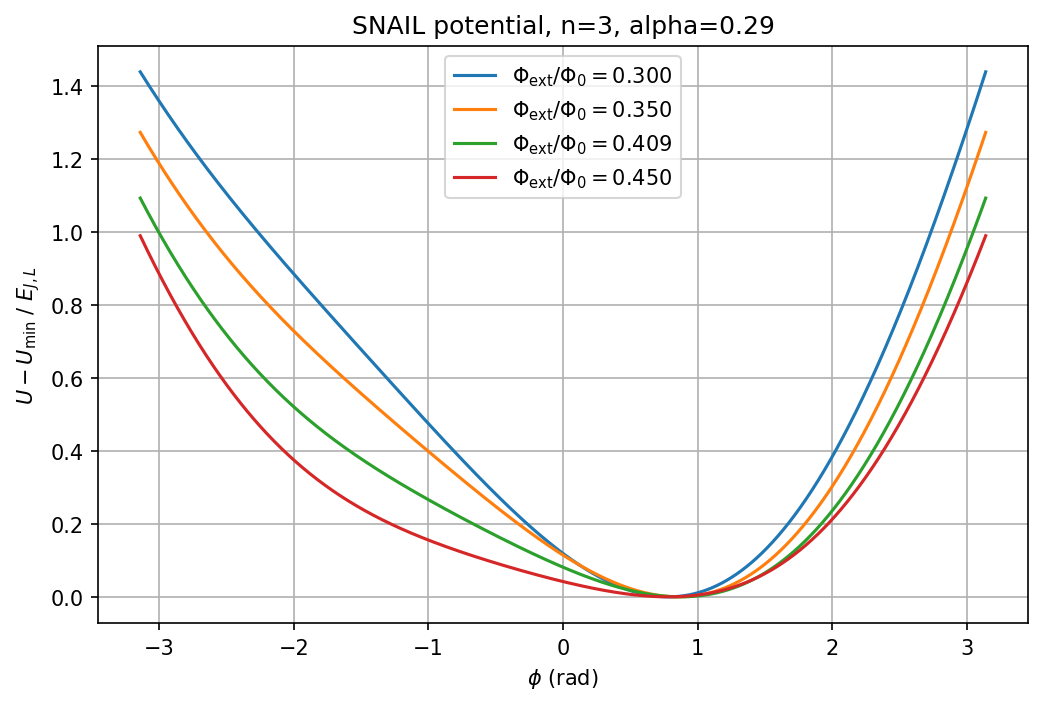 SNAIL potential, n=3, alpha=0.29
Φext/Φ0 = 0.300
Φext/Φ0 = 0.350
Φext/Φ0 = 0.409
Φext/Φ0 = 0.450
1.4
1.2
1.0
0.8
0.6
0.4
0.2
0.0
U − Umin / EJ,L
−3 −2 −1 0 1 2 3
ϕ (rad)